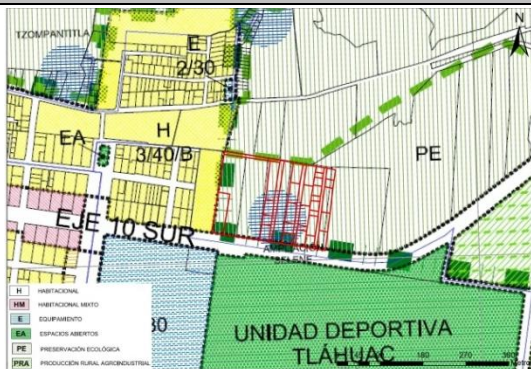 TZOMPANTITLA
E
2/30
N
EA
H
3/40/B
PE
EJE 10 SUR
UNIDAD DEPORTIVA
TLÁHUAC
180 270 360
H HABITACIONAL
HM HABITACIONAL MIXTO
E EQUIPAMIENTO
EA ESPACIOS ABIERTOS
PE PRESERVACIÓN ECOLÓGICA
PRA PRODUCCIÓN RURAL AGROINDUSTRIAL